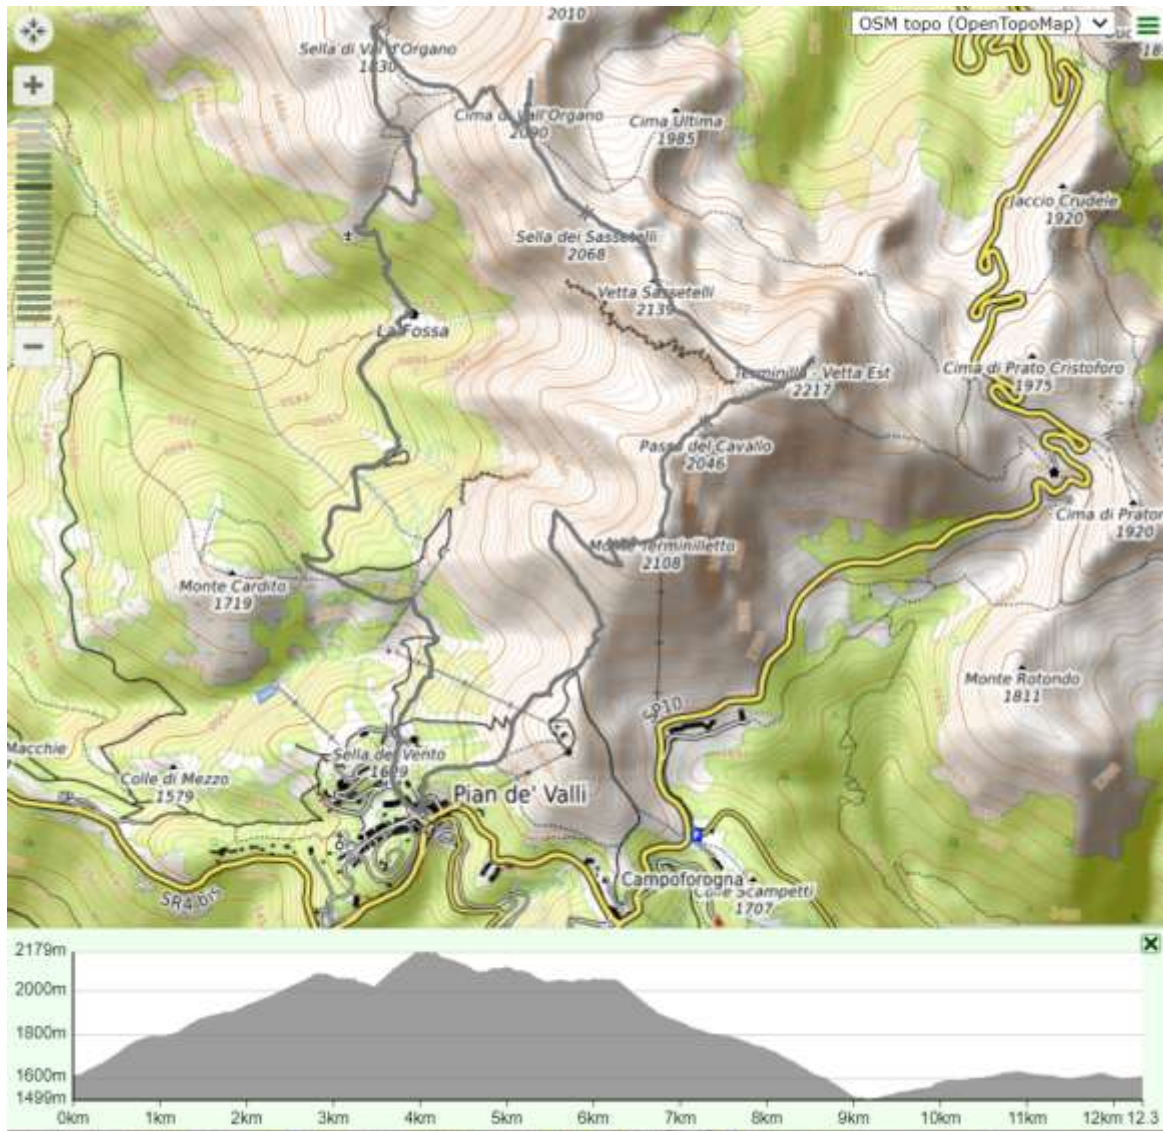 2010
OSM topo (OpenTopoMap)
Sella di Val d'Organo
1830
Cima di Vall'Organo
2090
Cima Ultima
1985
Jaccio Crudele
1920
Sella dei Sassetelli
2068
Vetta Sassetelli
2139
La Fossa
Terminillo - Vetta Est
2217
Cima di Prato Cristoforo
1975
Passo del Cavallo
2046
Cima di Prator
1920
Monte Terminilletto
2108
Monte Cardito
1719
Monte Rotondo
1811
SP10
Macchie
Sella del Vento
Colle di Mezzo
1579
Pian de' Valli
SR4 bis
Campoforogna
Colle Scampetti
1707
2179m
2000m
1800m
1600m
1499m
0km 1km 2km 3km 4km 5km 6km 7km 8km 9km 10km 11km 12km 12.3